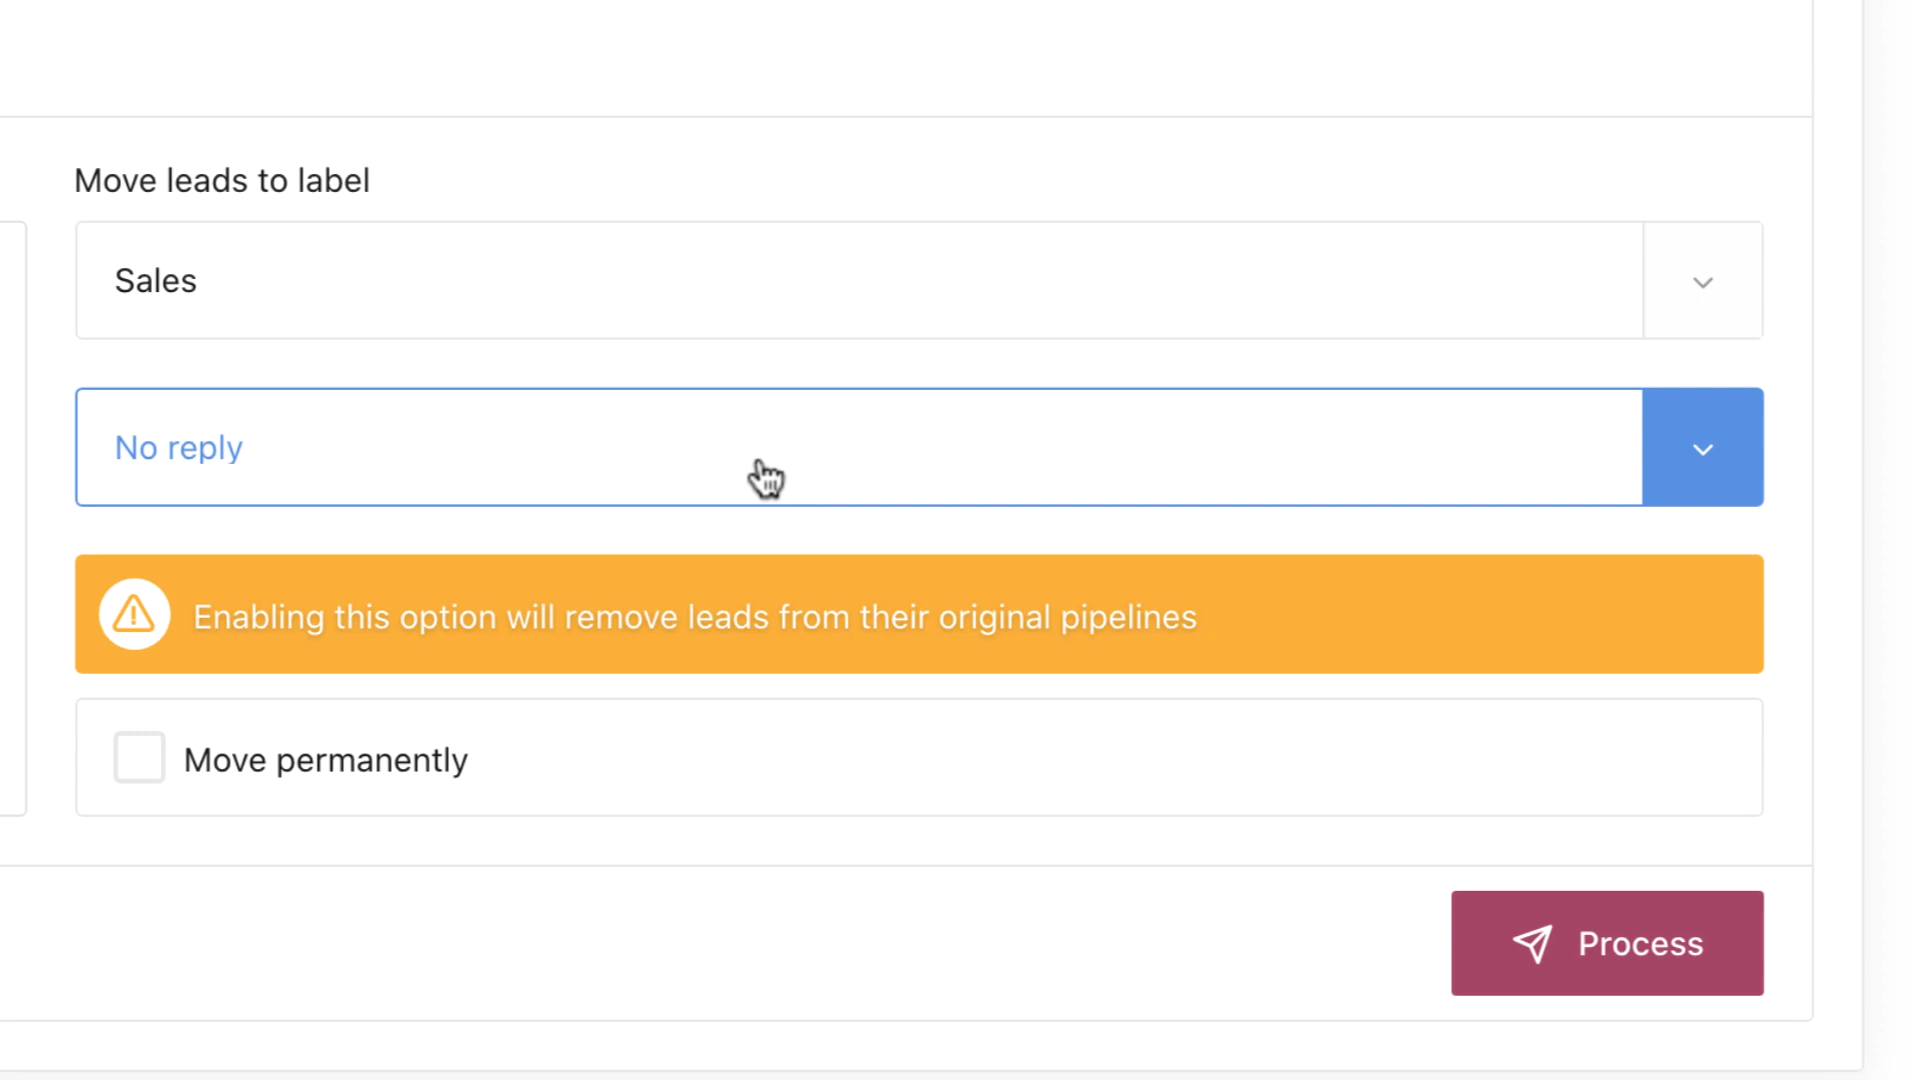 Move leads to label
Sales
No reply
Enabling this option will remove leads from their original pipelines
Move permanently
Process